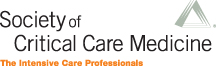 Society of
Critical Care Medicine
The Intensive Care Professionals